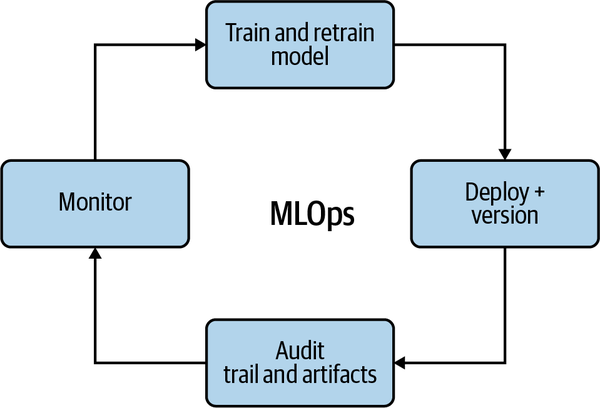 Train and retrain
model
Monitor
MLOps
Deploy +
version
Audit
trail and artifacts